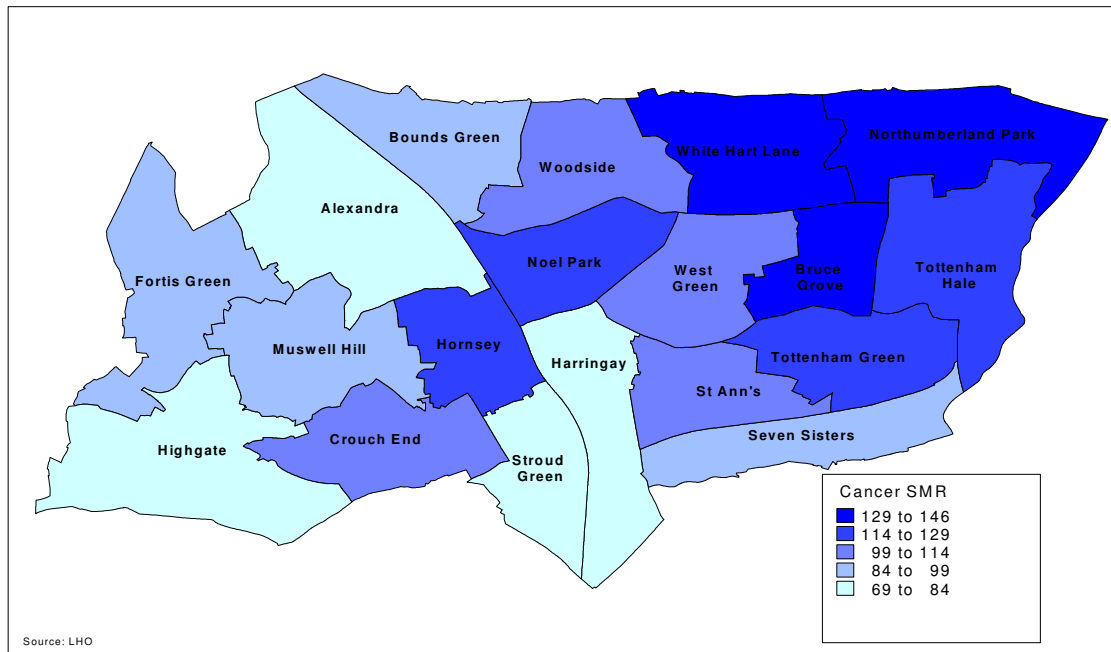 Bounds Green
Northumberland Park
White Hart Lane
Woodside
Alexandra
Noel Park
West
Green
Bruce
Grove
Tottenham
Hale
Fortis Green
Muswell Hill
Hornsey
Harringay
Tottenham Green
St Ann's
Highgate
Crouch End
Stroud
Green
Seven Sisters
Cancer SMR
129 to 146
114 to 129
99 to 114
84 to 99
69 to 84
Source: LHO